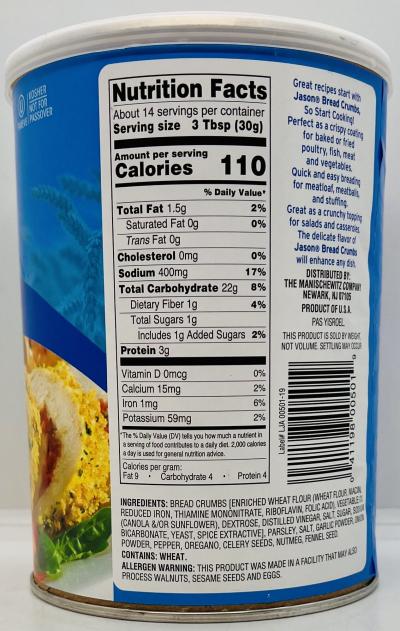 KOSHER
NOT FOR
PASSOVER
PAREVE
Nutrition Facts
About 14 servings per container
Serving size 3 Tbsp (30g)
Amount per serving
Calories 110
% Daily Value*
Total Fat 1.5g 2%
Saturated Fat 0g 0%
Trans Fat 0g
Cholesterol 0mg 0%
Sodium 400mg 17%
Total Carbohydrate 22g 8%
Dietary Fiber 1g 4%
Total Sugars 1g
Includes 1g Added Sugars 2%
Protein 3g
Vitamin D 0mcg 0%
Calcium 15mg 2%
Iron 1mg 6%
Potassium 59mg 2%
*The % Daily Value (DV) tells you how much a nutrient in
a serving of food contributes to a daily diet. 2,000 calories
a day is used for general nutrition advice.
Calories per gram:
Fat 9 • Carbohydrate 4 • Protein 4
Great recipes start with
Jason® Bread Crumbs,
So Start Cooking!
Perfect as a crispy coating
for baked or fried
poultry, fish, meat
and vegetables.
Quick and easy breading
for meatloaf, meatballs,
and stuffing.
Great as a crunchy topping
for salads and casseroles.
The delicate flavor of
Jason® Bread Crumbs
will enhance any dish.
DISTRIBUTED BY:
THE MANISCHEWITZ COMPANY
NEWARK, NJ 07105
PRODUCT OF U.S.A.
PAS YISROEL.
THIS PRODUCT IS SOLD BY WEIGHT,
NOT VOLUME. SETTLING MAY OCCUR
Label# LJA 00501-19
0 41198 00501 9
INGREDIENTS: BREAD CRUMBS [ENRICHED WHEAT FLOUR (WHEAT FLOUR, NIACIN,
REDUCED IRON, THIAMINE MONONITRATE, RIBOFLAVIN, FOLIC ACID), VEGETABLE
(CANOLA &/OR SUNFLOWER), DEXTROSE, DISTILLED VINEGAR, SALT, SUGAR, SODIUM
BICARBONATE, YEAST, SPICE EXTRACTIVE], PARSLEY, SALT, GARLIC POWDER, ONION
POWDER, PEPPER, OREGANO, CELERY SEEDS, NUTMEG, FENNEL SEED.
CONTAINS: WHEAT.
ALLERGEN WARNING: THIS PRODUCT WAS MADE IN A FACILITY THAT MAY ALSO
PROCESS WALNUTS, SESAME SEEDS AND EGGS.